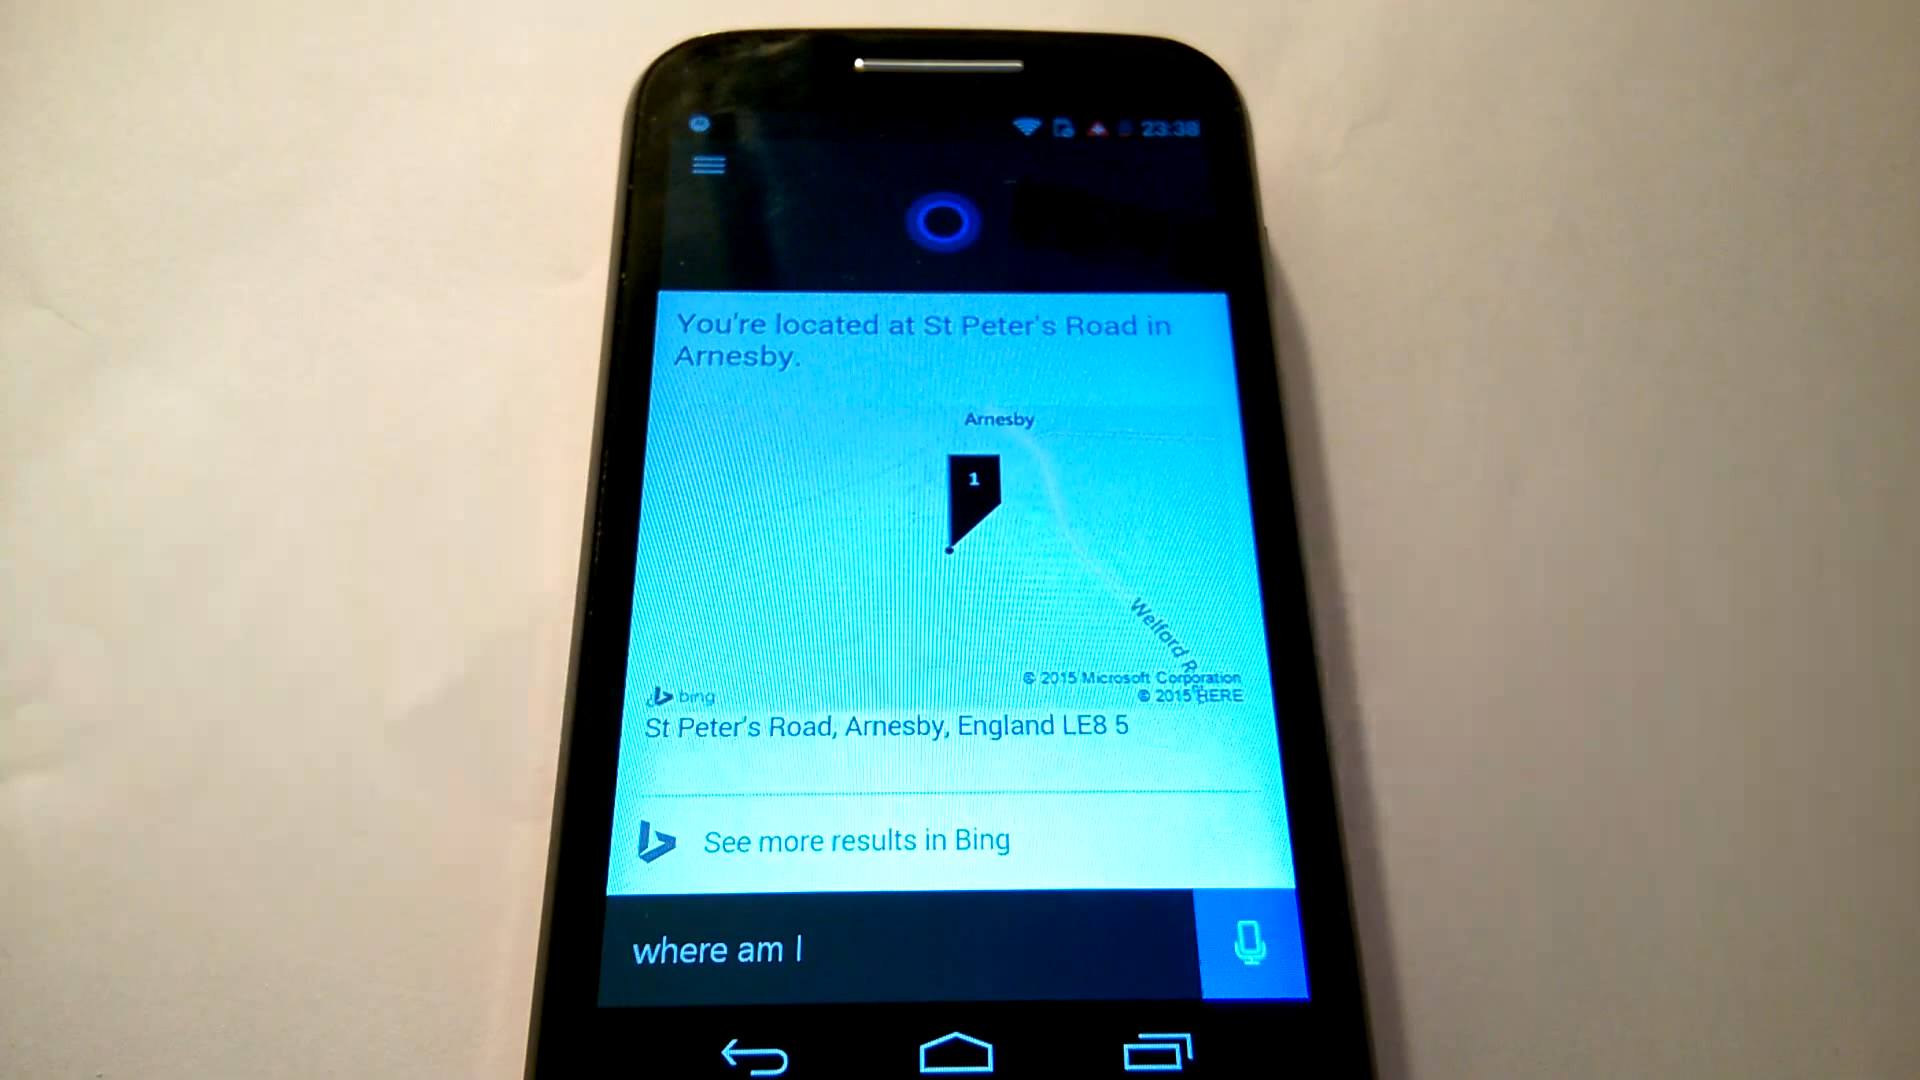 23:38
You're located at St Peter's Road in
Arnesby.
Arnesby
1
Welford R
© 2015 Microsoft Corporation
© 2015 HERE
bing
St Peter's Road, Arnesby, England LE8 5
See more results in Bing
where am I